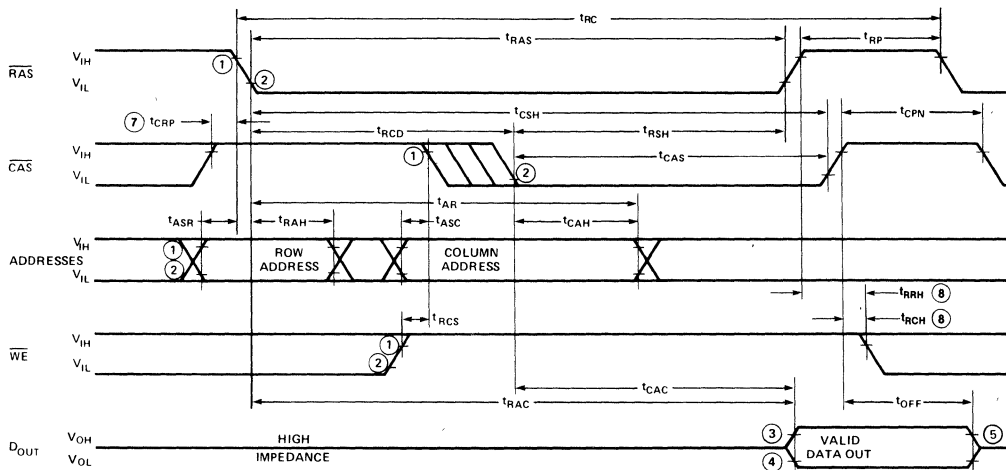 tRC
tRAS
tRP
RAS
VIH
VIL
1
2
tCSH
7 tCRP
tRCD
tRSH
tCPN
CAS
VIH
VIL
1
2
tCAS
tAR
tASR
tRAH
tASC
tCAH
ADDRESSES
VIH
VIL
1
2
ROW
ADDRESS
COLUMN
ADDRESS
tRRH 8
tRCS
tRCH 8
WE
VIH
VIL
1
2
tCAC
tRAC
tOFF
DOUT
VOH
VOL
HIGH
IMPEDANCE
3
4
VALID
DATA OUT
5